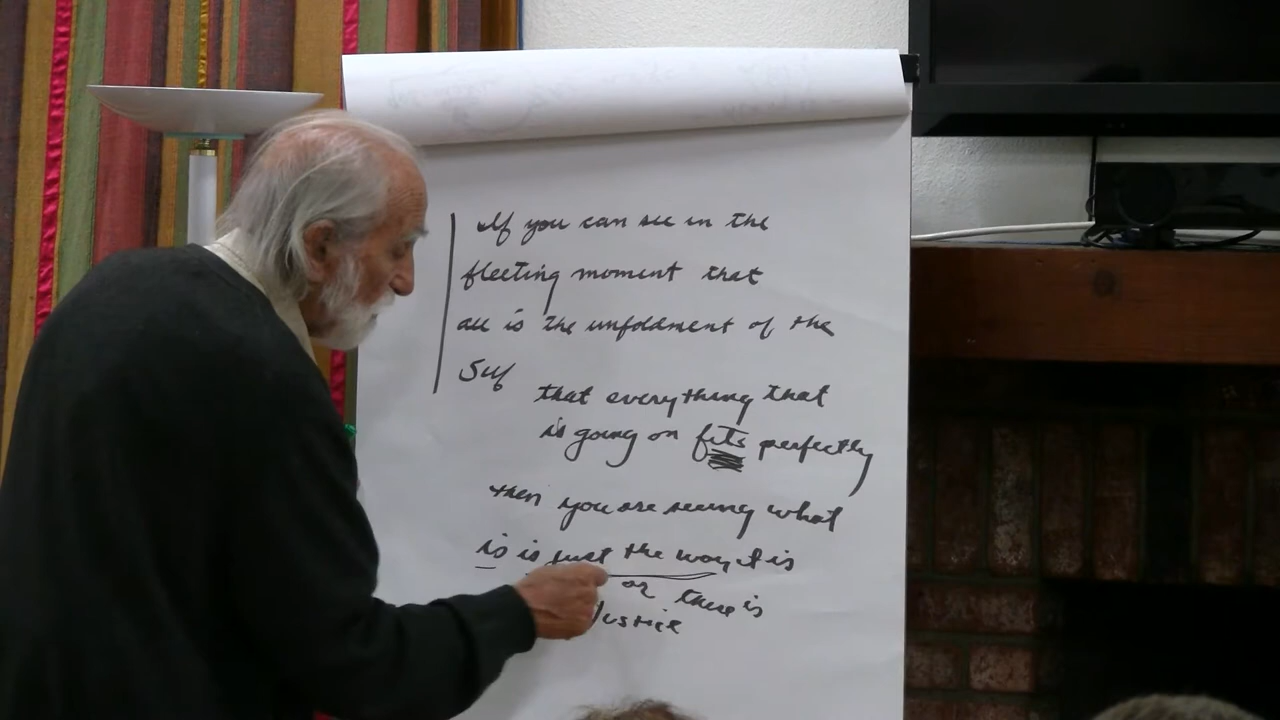 If you can see in the
fleeting moment that
all is the unfoldment of the
Self
that everything that
is going on fits perfectly
then you are seeing what
is is just the way it is
or there is
Justice